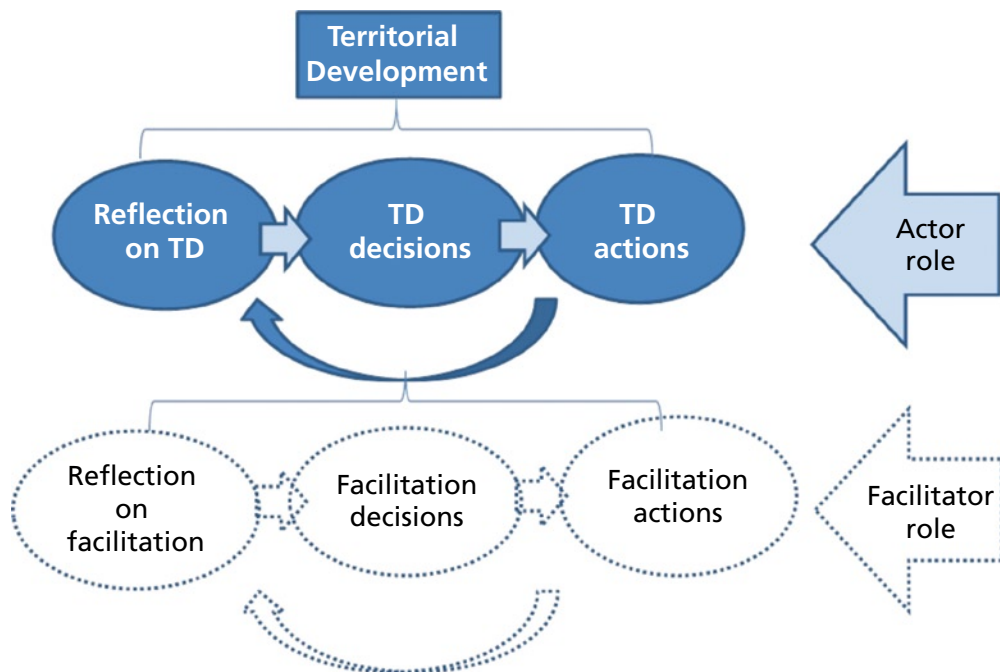 Territorial
Development
Reflection
on TD
TD
decisions
TD
actions
Actor
role
Reflection
on
facilitation
Facilitation
decisions
Facilitation
actions
Facilitator
role